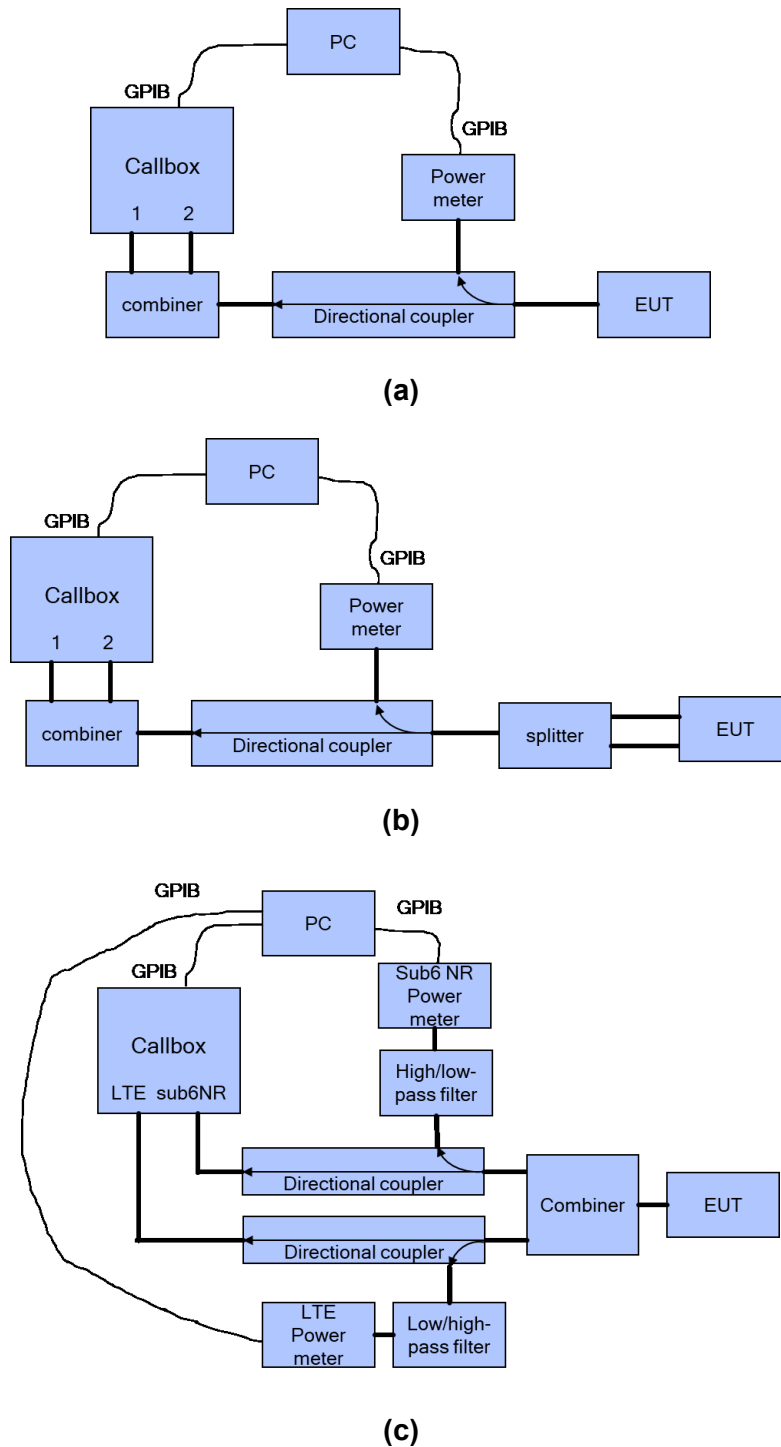 PC
GPIB
GPIB
Callbox
1 2
Power
meter
combiner
Directional coupler
EUT
(a)
PC
GPIB
GPIB
Callbox
1 2
Power
meter
combiner
Directional coupler
splitter
EUT
(b)
GPIB
PC
GPIB
GPIB
Sub6 NR
Power
meter
Callbox
LTE sub6NR
High/low-
pass filter
Directional coupler
Combiner
EUT
Directional coupler
LTE
Power
meter
Low/high-
pass filter
(c)